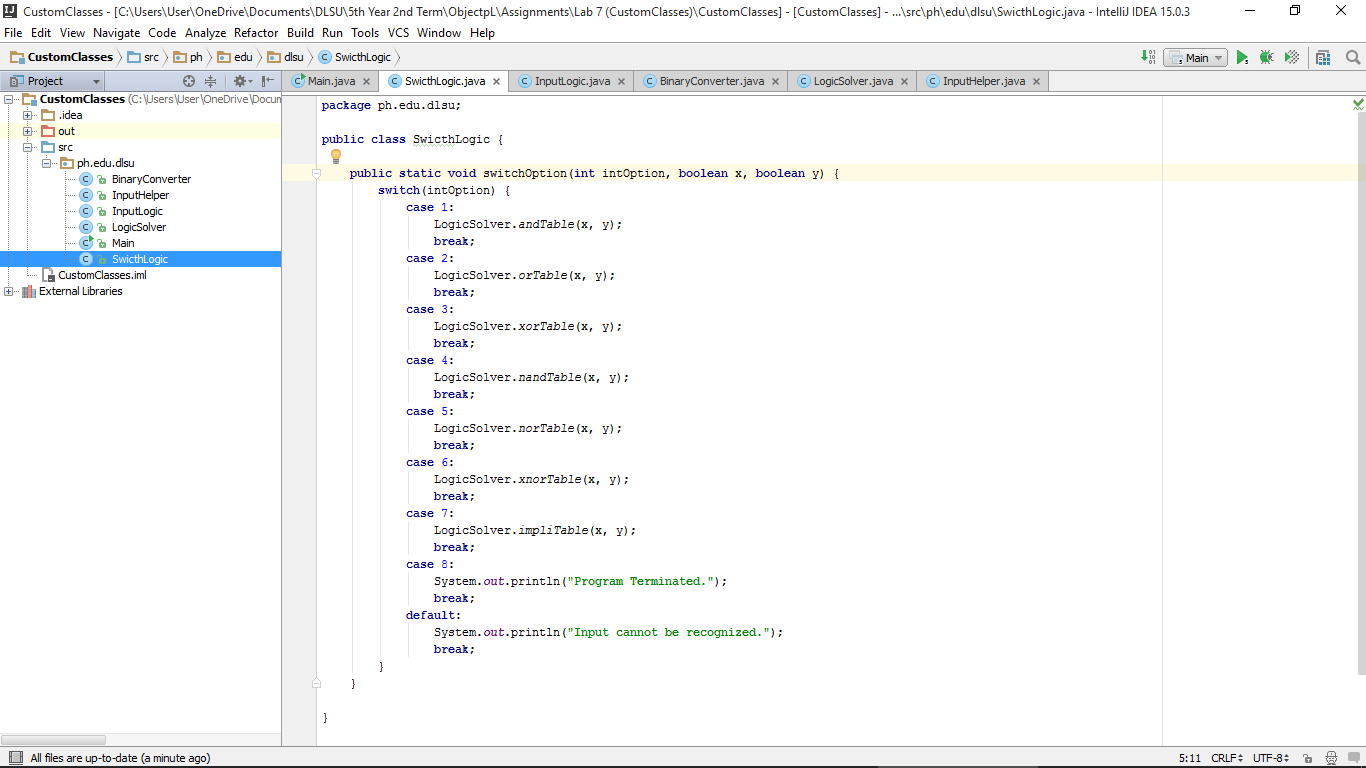 CustomClasses - [C:\Users\User\OneDrive\Documents\DLSU\5th Year 2nd Term\ObjectpL\Assignments\Lab 7 (CustomClasses)\CustomClasses] - [CustomClasses] - ...\src\ph\edu\dlsu\SwicthLogic.java - IntelliJ IDEA 15.0.3
File Edit View Navigate Code Analyze Refactor Build Run Tools VCS Window Help
CustomClasses src ph edu dlsu SwicthLogic Main
Project
Main.java SwicthLogic.java InputLogic.java BinaryConverter.java LogicSolver.java InputHelper.java
CustomClasses (C:\Users\User\OneDrive\Docum
.idea
out
src
ph.edu.dlsu
BinaryConverter
InputHelper
InputLogic
LogicSolver
Main
SwicthLogic
CustomClasses.iml
External Libraries
package ph.edu.dlsu;
public class SwicthLogic {
public static void switchOption(int intOption, boolean x, boolean y) {
switch(intOption) {
case 1:
LogicSolver.andTable(x, y);
break;
case 2:
LogicSolver.orTable(x, y);
break;
case 3:
LogicSolver.xorTable(x, y);
break;
case 4:
LogicSolver.nandTable(x, y);
break;
case 5:
LogicSolver.norTable(x, y);
break;
case 6:
LogicSolver.xnorTable(x, y);
break;
case 7:
LogicSolver.impliTable(x, y);
break;
case 8:
System.out.println("Program Terminated.");
break;
default:
System.out.println("Input cannot be recognized.");
break;
}
}
}
All files are up-to-date (a minute ago) 5:11 CRLF UTF-8